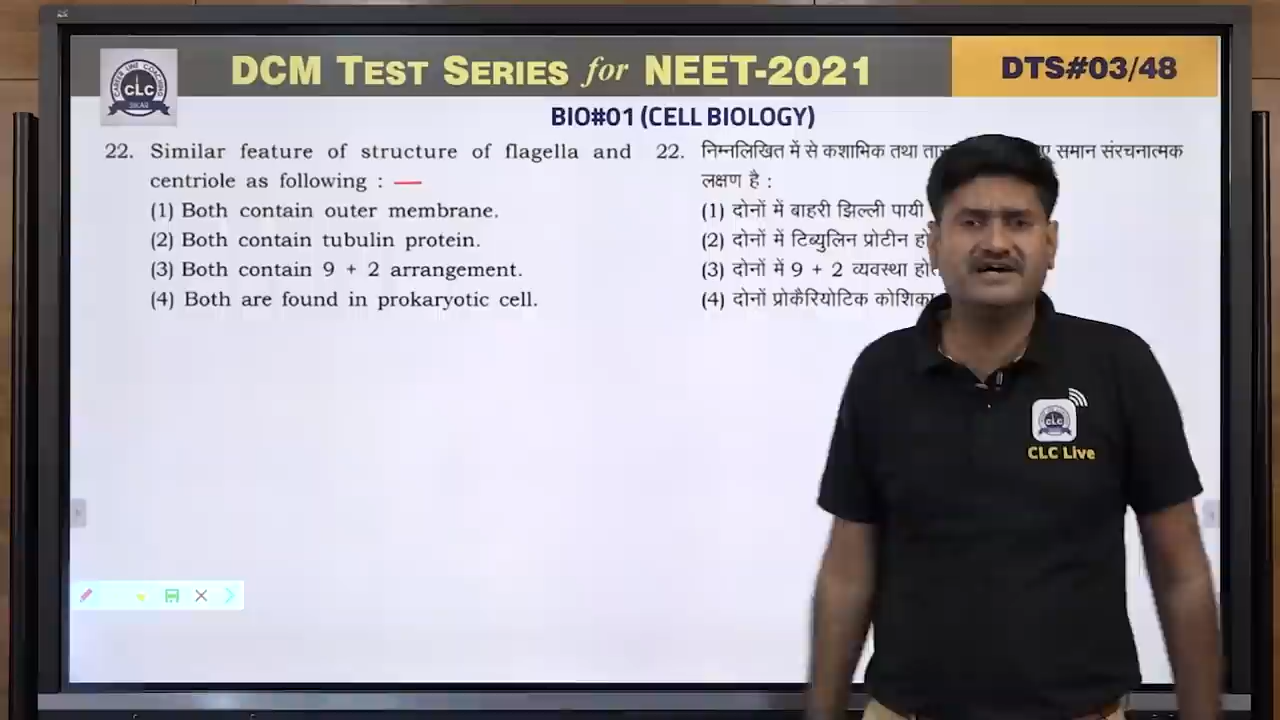 DCM TEST SERIES for NEET-2021
DTS#03/48
CLC
BIO#01 (CELL BIOLOGY)
22. Similar feature of structure of flagella and
centriole as following :
(1) Both contain outer membrane.
(2) Both contain tubulin protein.
(3) Both contain 9 + 2 arrangement.
(4) Both are found in prokaryotic cell.
22. निम्नलिखित में से कशाभिक तथा समान संरचनात्मक
लक्षण है :
(1) दोनों में बाहरी झिल्ली पायी
(2) दोनों में टिब्युलिन प्रोटीन
(3) दोनों में 9 + 2 व्यवस्था
(4) दोनों प्रोकैरियोटिक
CLC
CLC Live